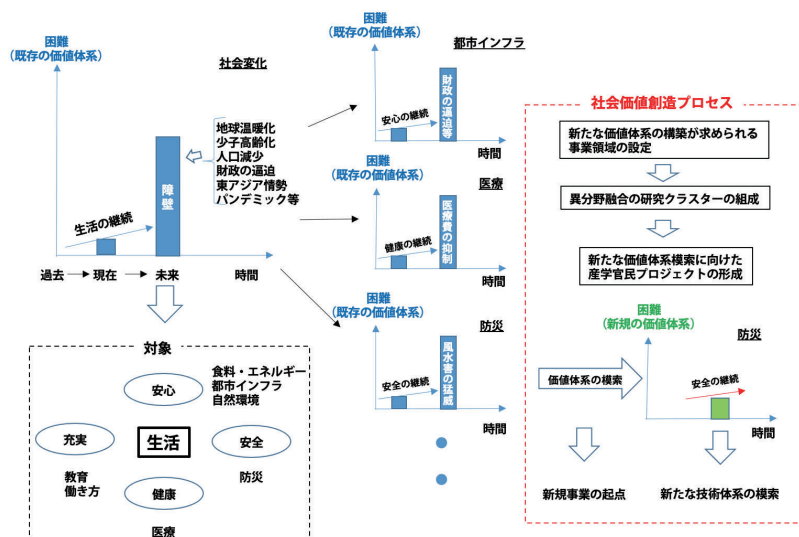 困難
（既存の価値体系）
社会変化
地球温暖化
少子高齢化
人口減少
財政の逼迫
東アジア情勢
パンデミック等
障壁
生活の継続
過去
現在
未来
時間
対象
安心
食料・エネルギー
都市インフラ
自然環境
充実
生活
安全
教育
働き方
防災
健康
医療
都市インフラ
困難
（既存の価値体系）
財政の逼迫等
安心の継続
時間
医療
困難
（既存の価値体系）
医療費の抑制
健康の継続
時間
防災
困難
（既存の価値体系）
風水害の猛威
安全の継続
時間
社会価値創造プロセス
新たな価値体系の構築が求められる
事業領域の設定
異分野融合の研究クラスターの組成
新たな価値体系模索に向けた
産学官民プロジェクトの形成
困難
（新規の価値体系）
防災
価値体系の模索
安全の継続
時間
新規事業の起点
新たな技術体系の模索